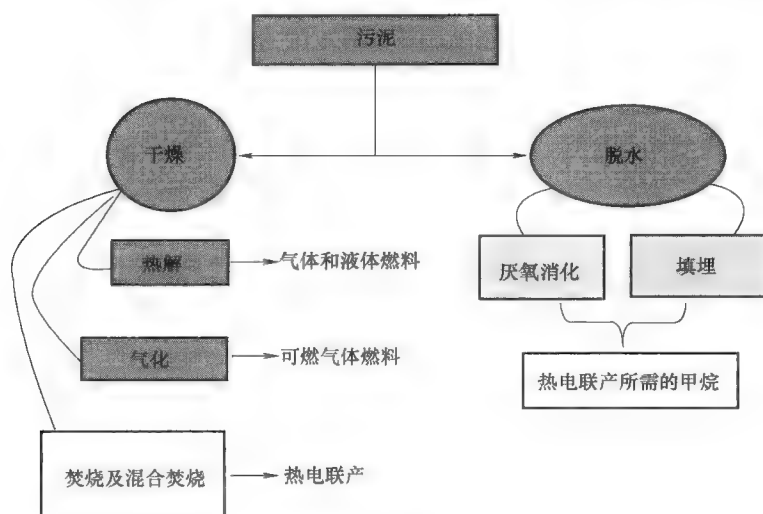 污泥
干燥
脱水
热解
气体和液体燃料
厌氧消化
填埋
气化
可燃气体燃料
热电联产所需的甲烷
焚烧及混合焚烧
热电联产